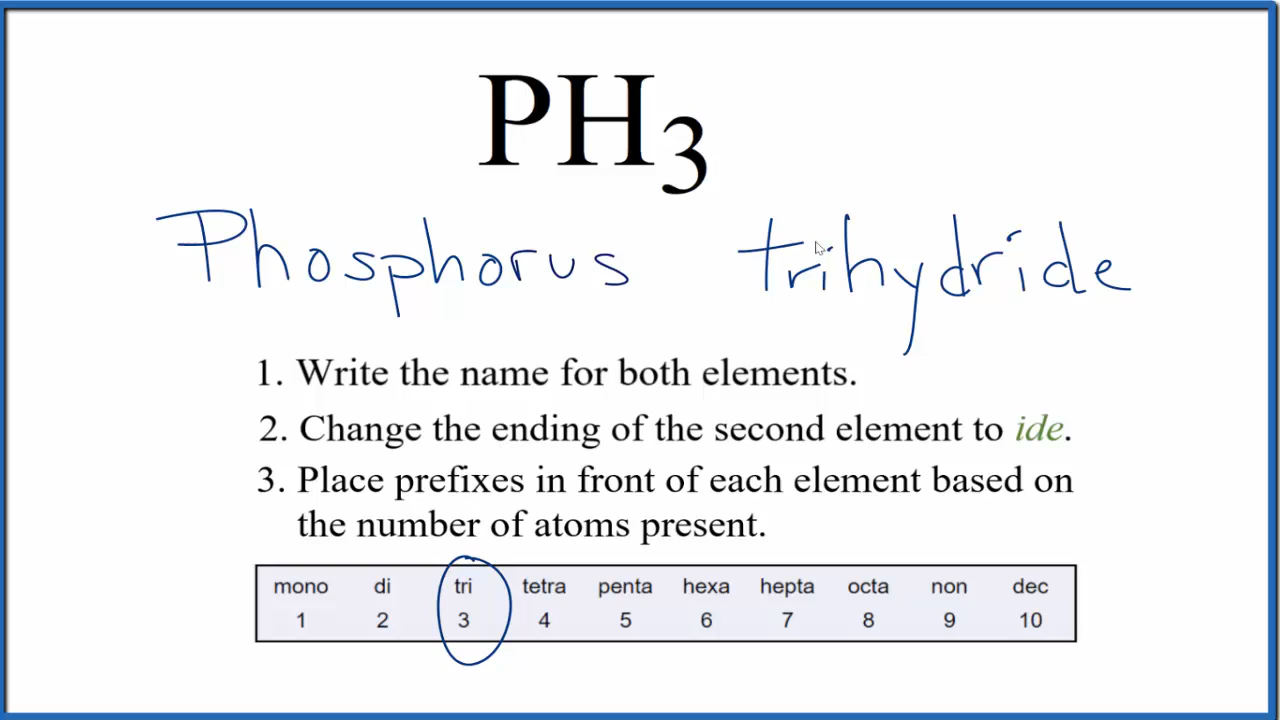 PH₃
Phosphorus trihydride
1. Write the name for both elements.
2. Change the ending of the second element to ide.
3. Place prefixes in front of each element based on
the number of atoms present.
mono di tri tetra penta hexa hepta octa non dec
1 2 3 4 5 6 7 8 9 10